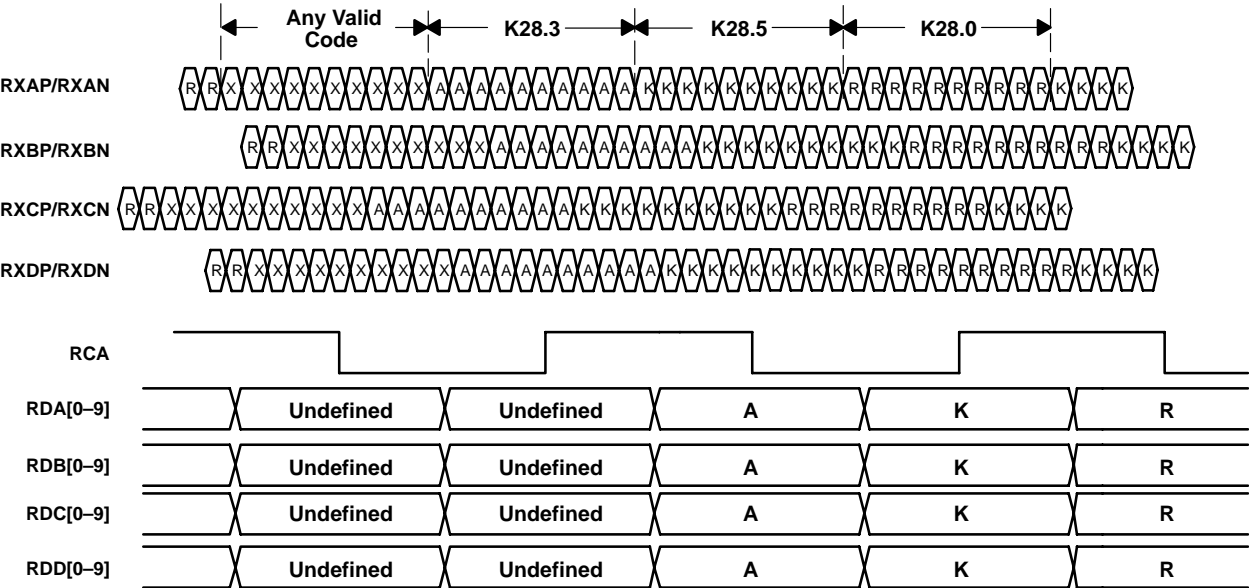 Any Valid Code K28.3 K28.5 K28.0
RXAP/RXAN R R X X X X X X X X X X A A A A A A A A A A K K K K K K K K K K R R R R R R R R R R K K K K
RXBP/RXBN R R X X X X X X X X X X A A A A A A A A A A K K K K K K K K K K R R R R R R R R R R K K K K
RXCP/RXCN R R X X X X X X X X X X A A A A A A A A A A K K K K K K K K K K R R R R R R R R R R K K K K
RXDP/RXDN R R X X X X X X X X X X A A A A A A A A A A K K K K K K K K K K R R R R R R R R R R K K K K
RCA
RDA[0–9] Undefined Undefined A K R
RDB[0–9] Undefined Undefined A K R
RDC[0–9] Undefined Undefined A K R
RDD[0–9] Undefined Undefined A K R